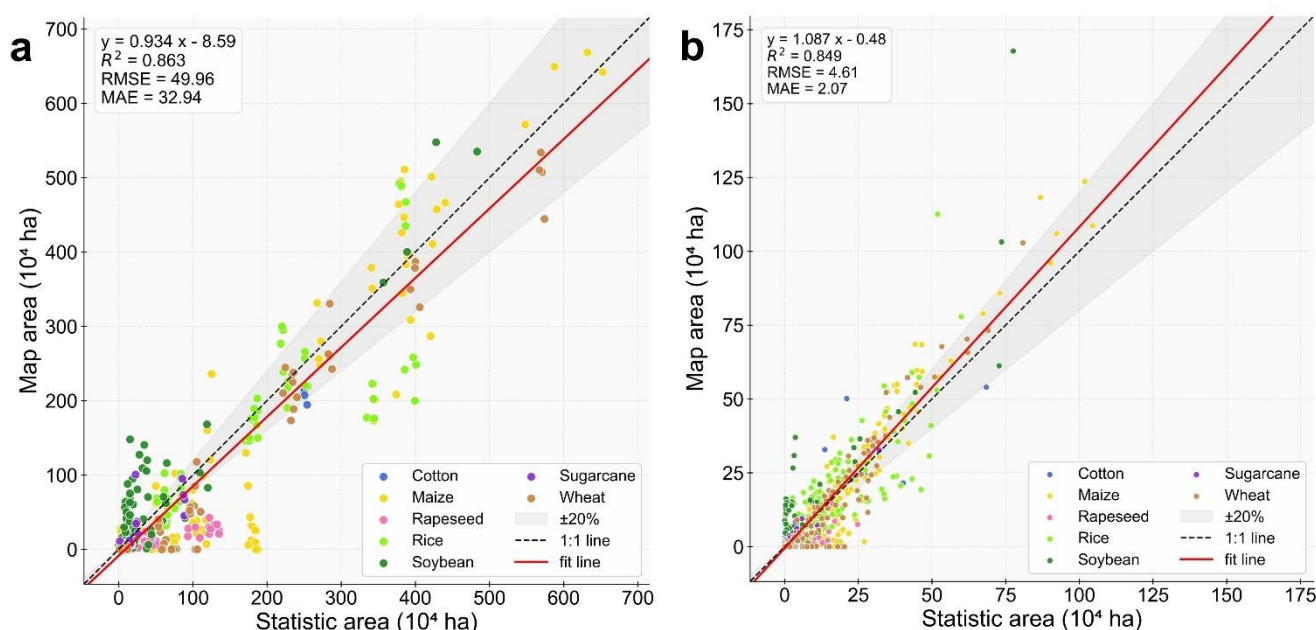 a
y = 0.934 x - 8.59
R² = 0.863
RMSE = 49.96
MAE = 32.94
700
600
500
400
300
200
100
0
Map area (10⁴ ha)
0 100 200 300 400 500 600 700
Statistic area (10⁴ ha)
Cotton
Maize
Rapeseed
Rice
Soybean
Sugarcane
Wheat
±20%
1:1 line
fit line
b
y = 1.087 x - 0.48
R² = 0.849
RMSE = 4.61
MAE = 2.07
175
150
125
100
75
50
25
0
Map area (10⁴ ha)
0 25 50 75 100 125 150 175
Statistic area (10⁴ ha)
Cotton
Maize
Rapeseed
Rice
Soybean
Sugarcane
Wheat
±20%
1:1 line
fit line